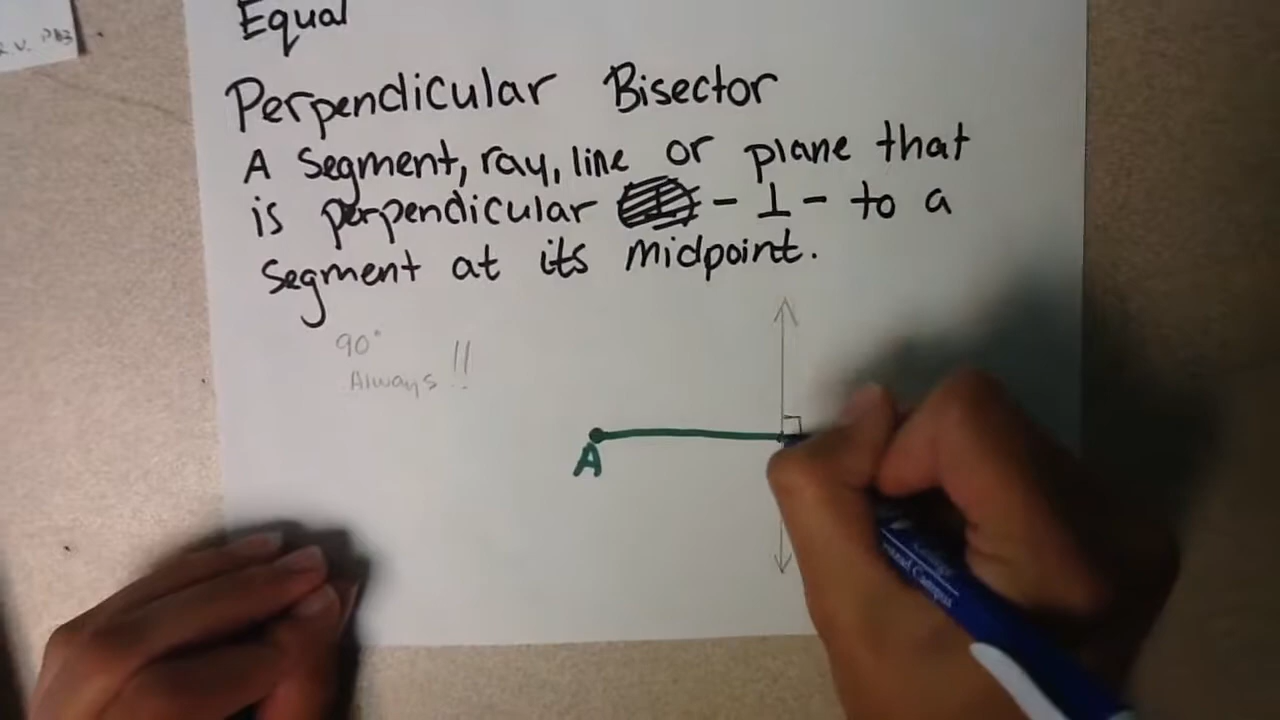 Equal
Perpendicular Bisector
A segment, ray, line or plane that
is perpendicular - ⊥ - to a
segment at its midpoint.
90°
Always!!
A